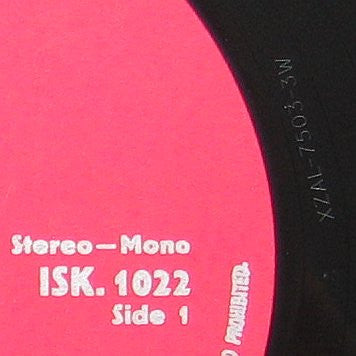 XZAL-7503-3W
Stereo—Mono
ISK. 1022
Side 1
PROHIBITED.